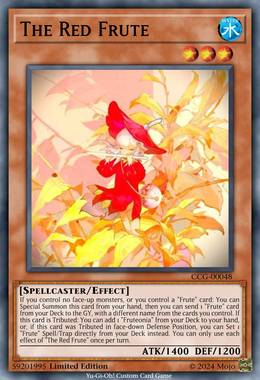 The Red Frute
WATER
水
CCG-00048
[Spellcaster/Effect]
If you control no face-up monsters, or you control a "Frute" card: You can
Special Summon this card from your hand, then you can send 1 "Frute" card
from your Deck to the GY, with a different name from the cards you control. If
this card is Tributed: You can add 1 "Fruteonia" from your Deck to your hand,
or, if this card was Tributed in face-down Defense Position, you can Set 1
"Frute" Spell/Trap directly from your Deck instead. You can only use each
effect of "The Red Frute" once per turn.
ATK/1400 DEF/1200
S9201995 Limited Edition
© 2024 Mojo
Yu-Gi-Oh! Custom Card Game